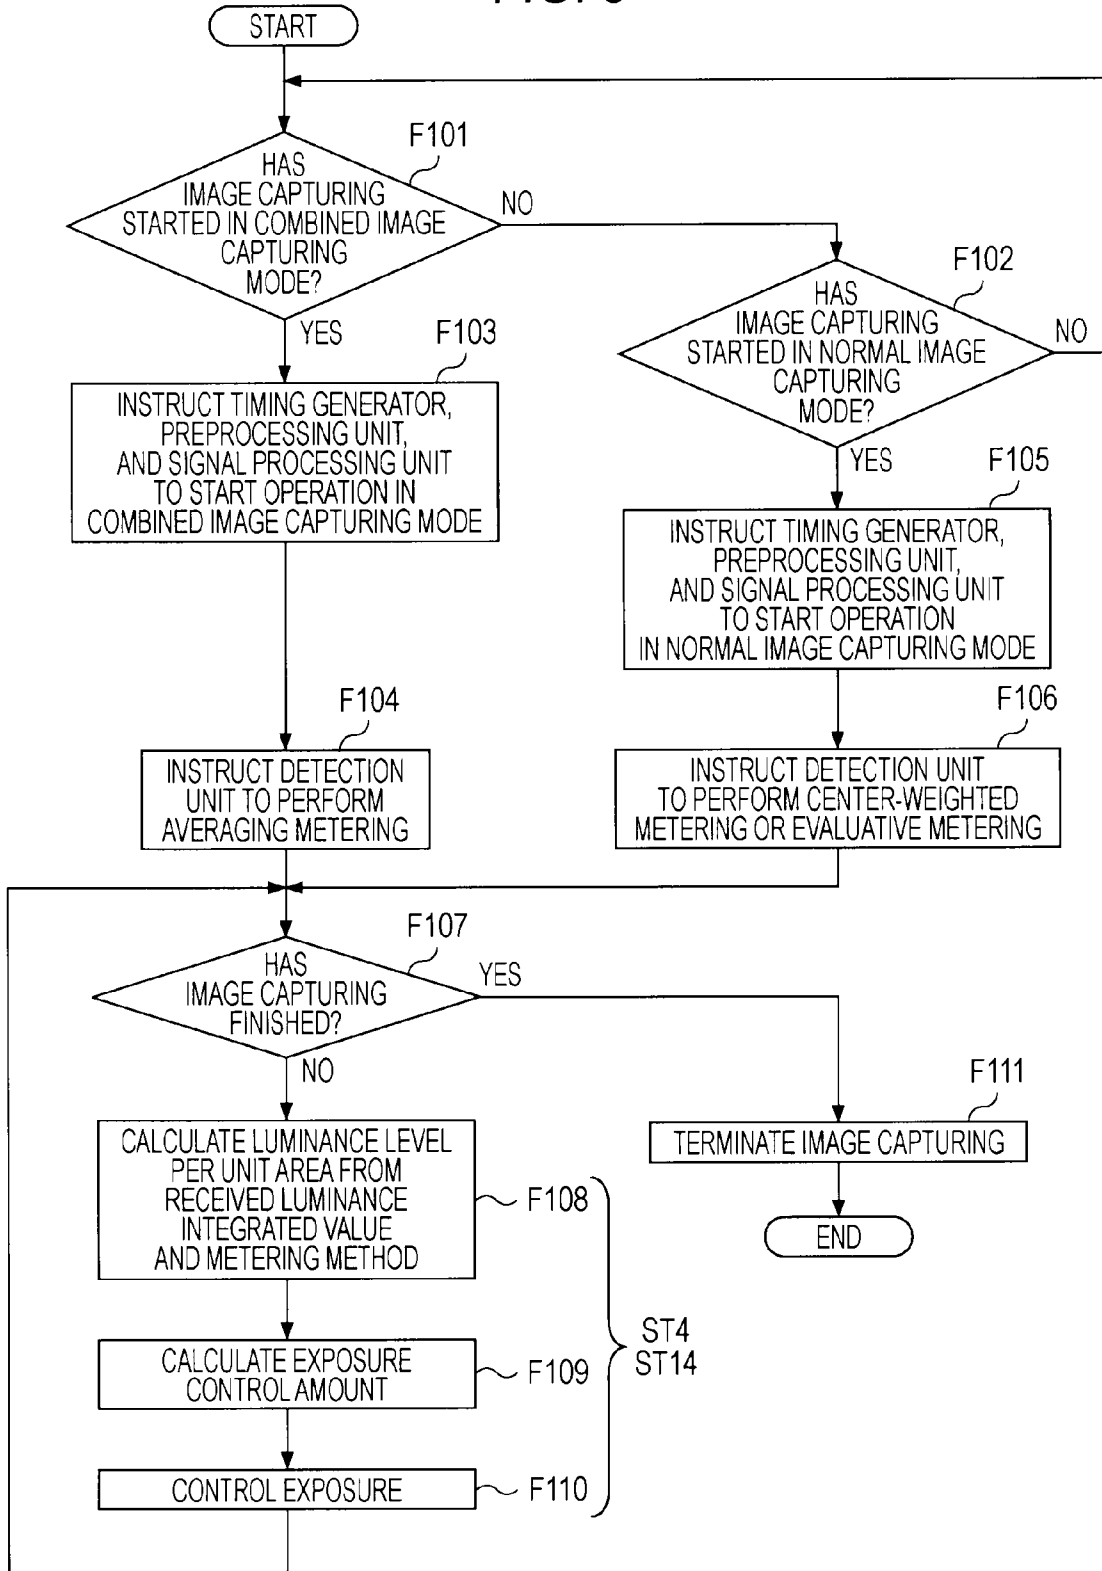 START
F101
HAS
IMAGE CAPTURING
STARTED IN COMBINED IMAGE
CAPTURING
MODE?
NO
YES
F102
HAS
IMAGE CAPTURING
STARTED IN NORMAL IMAGE
CAPTURING
MODE?
NO
YES
F103
INSTRUCT TIMING GENERATOR,
PREPROCESSING UNIT,
AND SIGNAL PROCESSING UNIT
TO START OPERATION IN
COMBINED IMAGE CAPTURING MODE
F105
INSTRUCT TIMING GENERATOR,
PREPROCESSING UNIT,
AND SIGNAL PROCESSING UNIT
TO START OPERATION
IN NORMAL IMAGE CAPTURING MODE
F104
INSTRUCT DETECTION
UNIT TO PERFORM
AVERAGING METERING
F106
INSTRUCT DETECTION UNIT
TO PERFORM CENTER-WEIGHTED
METERING OR EVALUATIVE METERING
F107
HAS
IMAGE CAPTURING
FINISHED?
YES
NO
F111
TERMINATE IMAGE CAPTURING
END
CALCULATE LUMINANCE LEVEL
PER UNIT AREA FROM
RECEIVED LUMINANCE
INTEGRATED VALUE
AND METERING METHOD
F108
CALCULATE EXPOSURE
CONTROL AMOUNT
F109
CONTROL EXPOSURE
F110
ST4
ST14